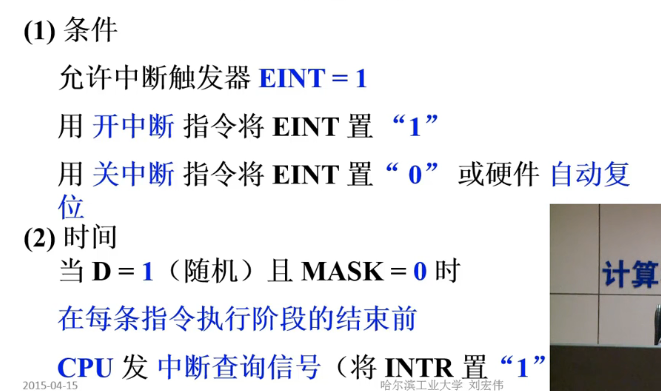 (1) 条件
允许中断触发器 EINT = 1
用 开中断 指令将 EINT 置 “1”
用 关中断 指令将 EINT 置 “ 0” 或硬件 自动复
位
(2) 时间
当 D = 1（随机）且 MASK = 0 时
在每条指令执行阶段的结束前
CPU 发 中断查询信号（将 INTR 置“1”
计算
2015-04-15
哈尔滨工业大学 刘宏伟